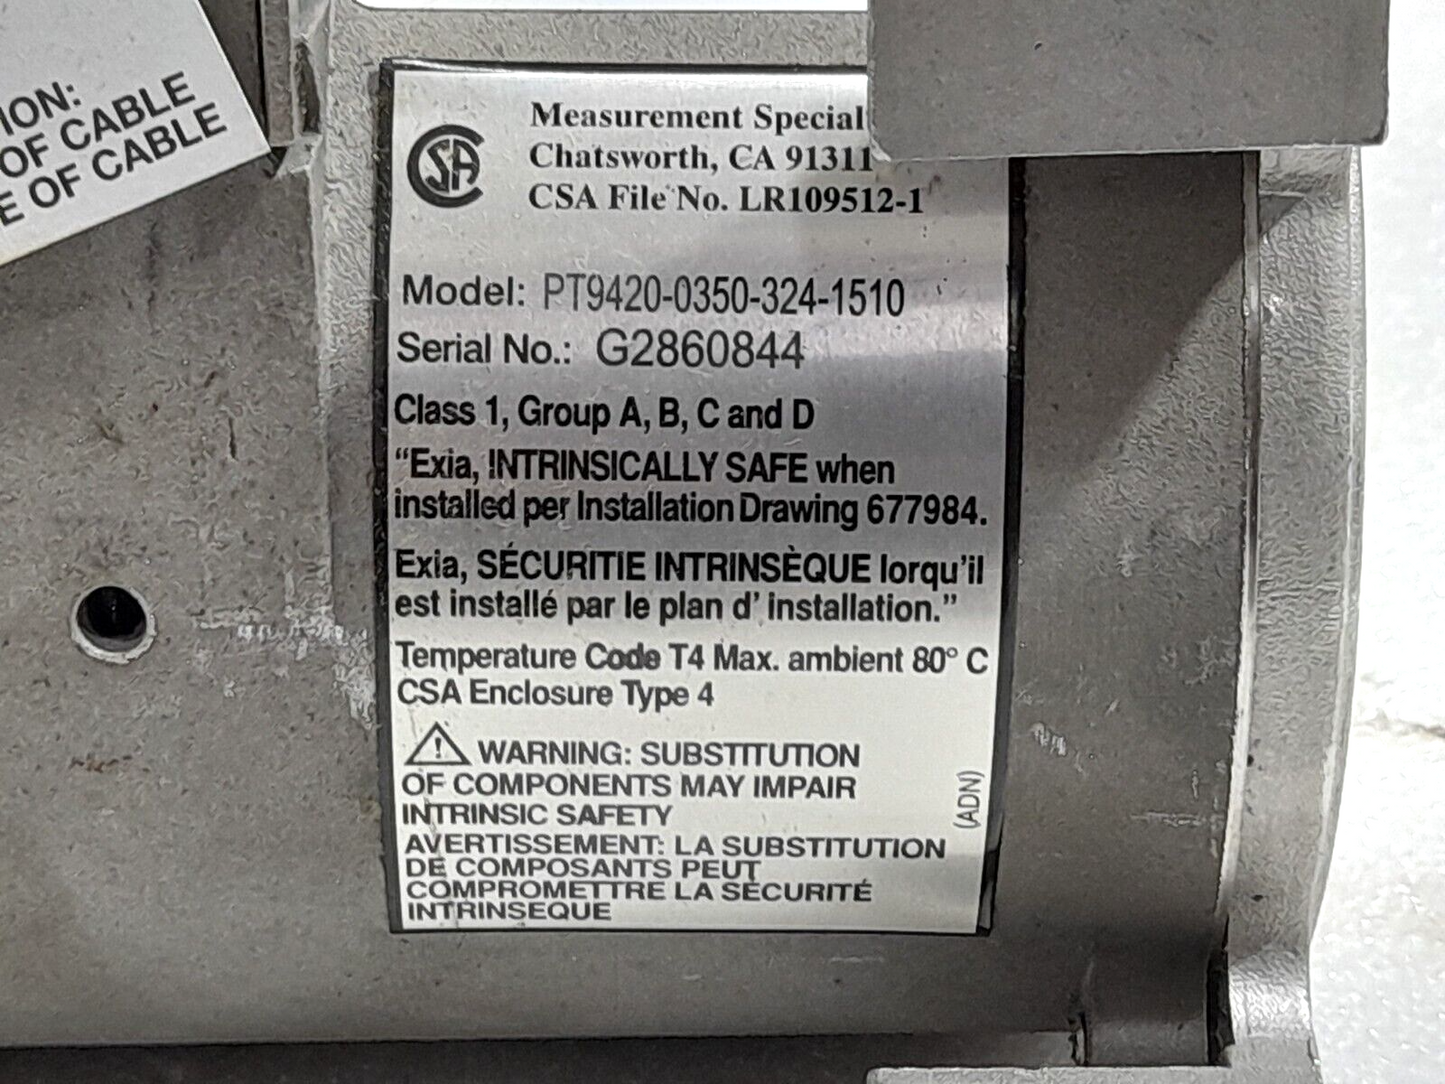 ION:
OF CABLE
E OF CABLE
CSA
Measurement Special
Chatsworth, CA 91311
CSA File No. LR109512-1
Model: PT9420-0350-324-1510
Serial No.: G2860844
Class 1, Group A, B, C and D
“Exia, INTRINSICALLY SAFE when
installed per Installation Drawing 677984.
Exia, SÉCURITIE INTRINSÈQUE lorqu'il
est installé par le plan d' installation.”
Temperature Code T4 Max. ambient 80° C
CSA Enclosure Type 4
WARNING: SUBSTITUTION
OF COMPONENTS MAY IMPAIR
INTRINSIC SAFETY
AVERTISSEMENT: LA SUBSTITUTION
DE COMPOSANTS PEUT
COMPROMETTRE LA SÉCURITÉ
INTRINSEQUE
(ADN)